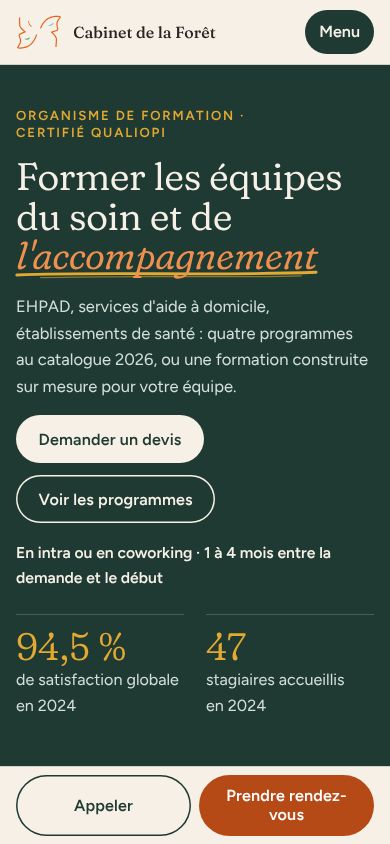 Cabinet de la Forêt
Menu
ORGANISME DE FORMATION ·
CERTIFIÉ QUALIOPI
Former les équipes
du soin et de
l'accompagnement
EHPAD, services d'aide à domicile,
établissements de santé : quatre programmes
au catalogue 2026, ou une formation construite
sur mesure pour votre équipe.
Demander un devis
Voir les programmes
En intra ou en coworking · 1 à 4 mois entre la
demande et le début
94,5 %
de satisfaction globale
en 2024
47
stagiaires accueillis
en 2024
Appeler
Prendre rendez-
vous